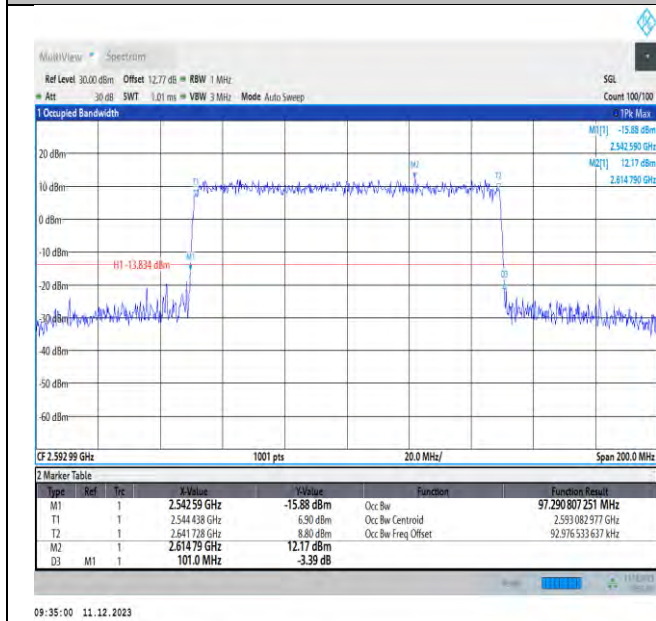 MultiView Spectrum
Ref Level 30.00 dBm Offset 12.77 dB RBW 1 MHz SGL
Att 30 dB SWT 1.01 ms VBW 3 MHz Mode Auto Sweep Count 100/100
1 Occupied Bandwidth 1Pk Max
M1[1] -15.88 dBm
2.542 590 GHz
M2[1] 12.17 dBm
2.614 790 GHz
20 dBm
M2
T1 T2
10 dBm
0 dBm
-10 dBm
M1
H1 -13.834 dBm
D3
-20 dBm
-30 dBm
-40 dBm
-50 dBm
-60 dBm
CF 2.592 99 GHz 1001 pts 20.0 MHz/ Span 200.0 MHz
2 Marker Table
Type Ref Trc X-Value Y-Value Function Function Result
M1 1 2.542 59 GHz -15.88 dBm Occ Bw 97.290 807 251 MHz
T1 1 2.544 438 GHz 6.90 dBm Occ Bw Centroid 2.593 082 977 GHz
T2 1 2.641 728 GHz 8.80 dBm Occ Bw Freq Offset 92.976 533 637 kHz
M2 1 2.614 79 GHz 12.17 dBm
D3 M1 1 101.0 MHz -3.39 dB
09:35:00 11.12.2023